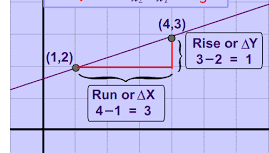 (4,3)
(1,2)
Rise or ΔY
3−2 = 1
Run or ΔX
4−1 = 3